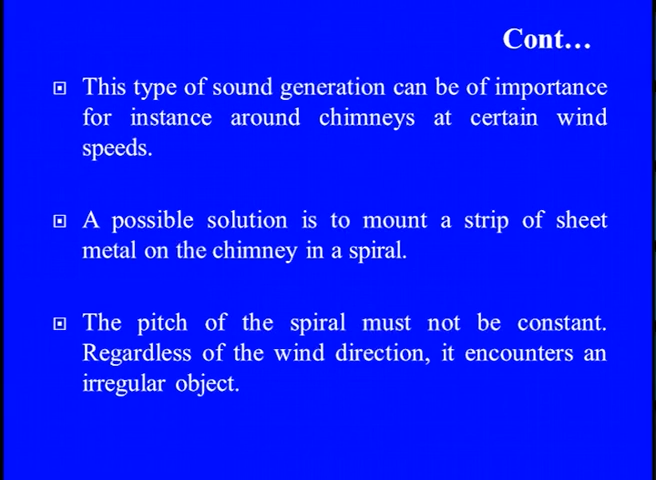 Cont...
This type of sound generation can be of importance
for instance around chimneys at certain wind
speeds.
A possible solution is to mount a strip of sheet
metal on the chimney in a spiral.
The pitch of the spiral must not be constant.
Regardless of the wind direction, it encounters an
irregular object.